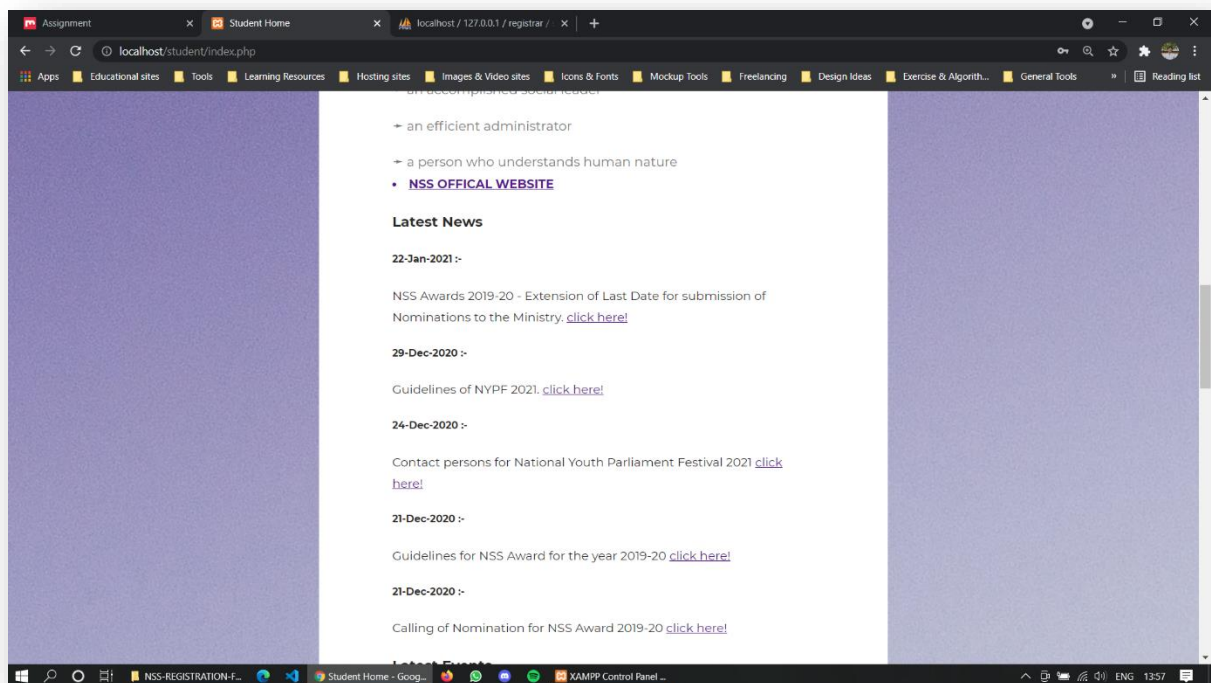 Assignment
Student Home
localhost / 127.0.0.1 / registrar /
localhost/student/index.php
Apps
Educational sites
Tools
Learning Resources
Hosting sites
Images & Video sites
Icons & Fonts
Mockup Tools
Freelancing
Design Ideas
Exercise & Algorith...
General Tools
»
Reading list
an accomplished social leader
an efficient administrator
a person who understands human nature
• NSS OFFICAL WEBSITE
Latest News
22-Jan-2021 :-
NSS Awards 2019-20 - Extension of Last Date for submission of
Nominations to the Ministry. click here!
29-Dec-2020 :-
Guidelines of NYPF 2021. click here!
24-Dec-2020 :-
Contact persons for National Youth Parliament Festival 2021 click
here!
21-Dec-2020 :-
Guidelines for NSS Award for the year 2019-20 click here!
21-Dec-2020 :-
Calling of Nomination for NSS Award 2019-20 click here!
Latest Events
NSS-REGISTRATION-F...
Student Home - Goog...
XAMPP Control Panel ...
ENG
13:57